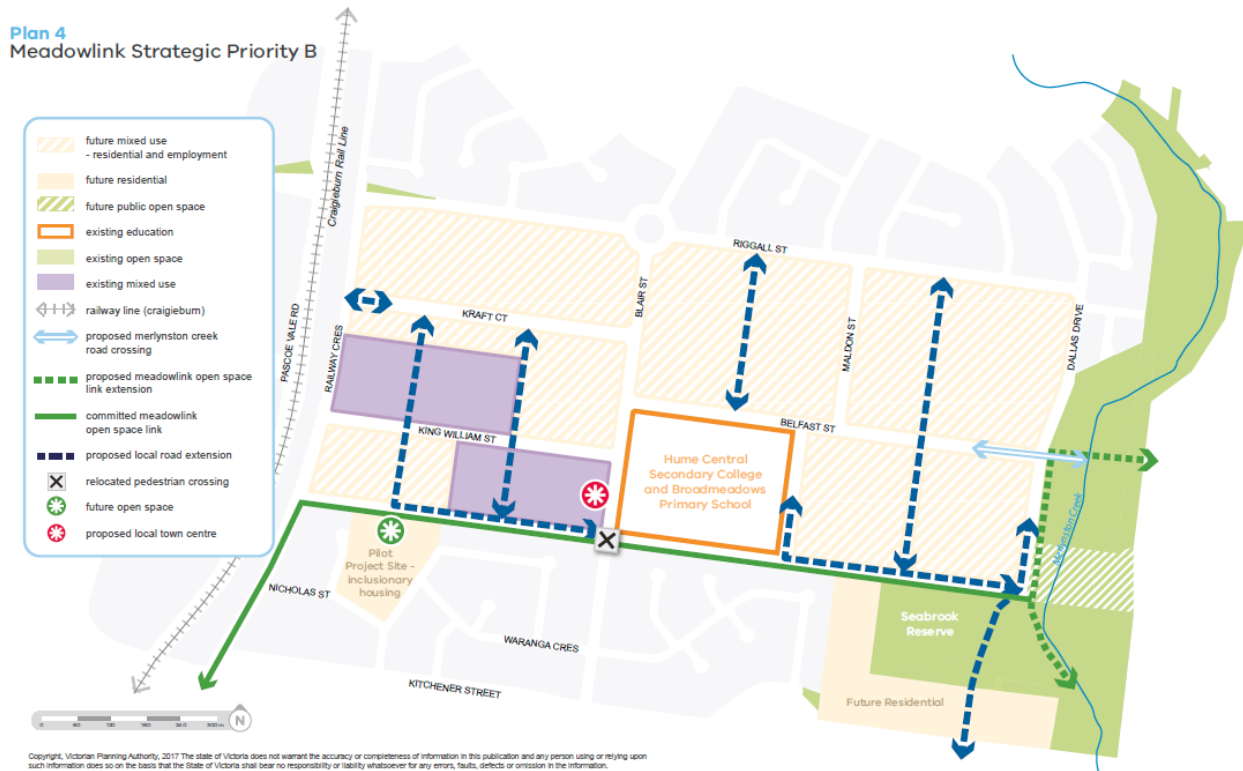 Plan 4
Meadowlink Strategic Priority B
future mixed use
- residential and employment
future residential
future public open space
existing education
existing open space
existing mixed use
railway line (craigieburn)
proposed merlynston creek
road crossing
proposed meadowlink open space
link extension
committed meadowlink
open space link
proposed local road extension
relocated pedestrian crossing
future open space
proposed local town centre
Craigieburn Rail Line
PASCOE VALE RD
RAILWAY CRES
KRAFT CT
BLAIR ST
RIGGALL ST
MALDON ST
DALLAS DRIVE
KING WILLIAM ST
BELFAST ST
Hume Central
Secondary College
and Broadmeadows
Primary School
Merlynston Creek
Pilot
Project Site -
inclusionary
housing
NICHOLAS ST
WARANGA CRES
KITCHENER STREET
Seabrook
Reserve
Future Residential
0 60 120 180 240 300 m
N
Copyright, Victorian Planning Authority, 2017 The state of Victoria does not warrant the accuracy or completeness of information in this publication and any person using or relying upon
such information does so on the basis that the State of Victoria shall bear no responsibility or liability whatsoever for any errors, faults, defects or omission in the information.